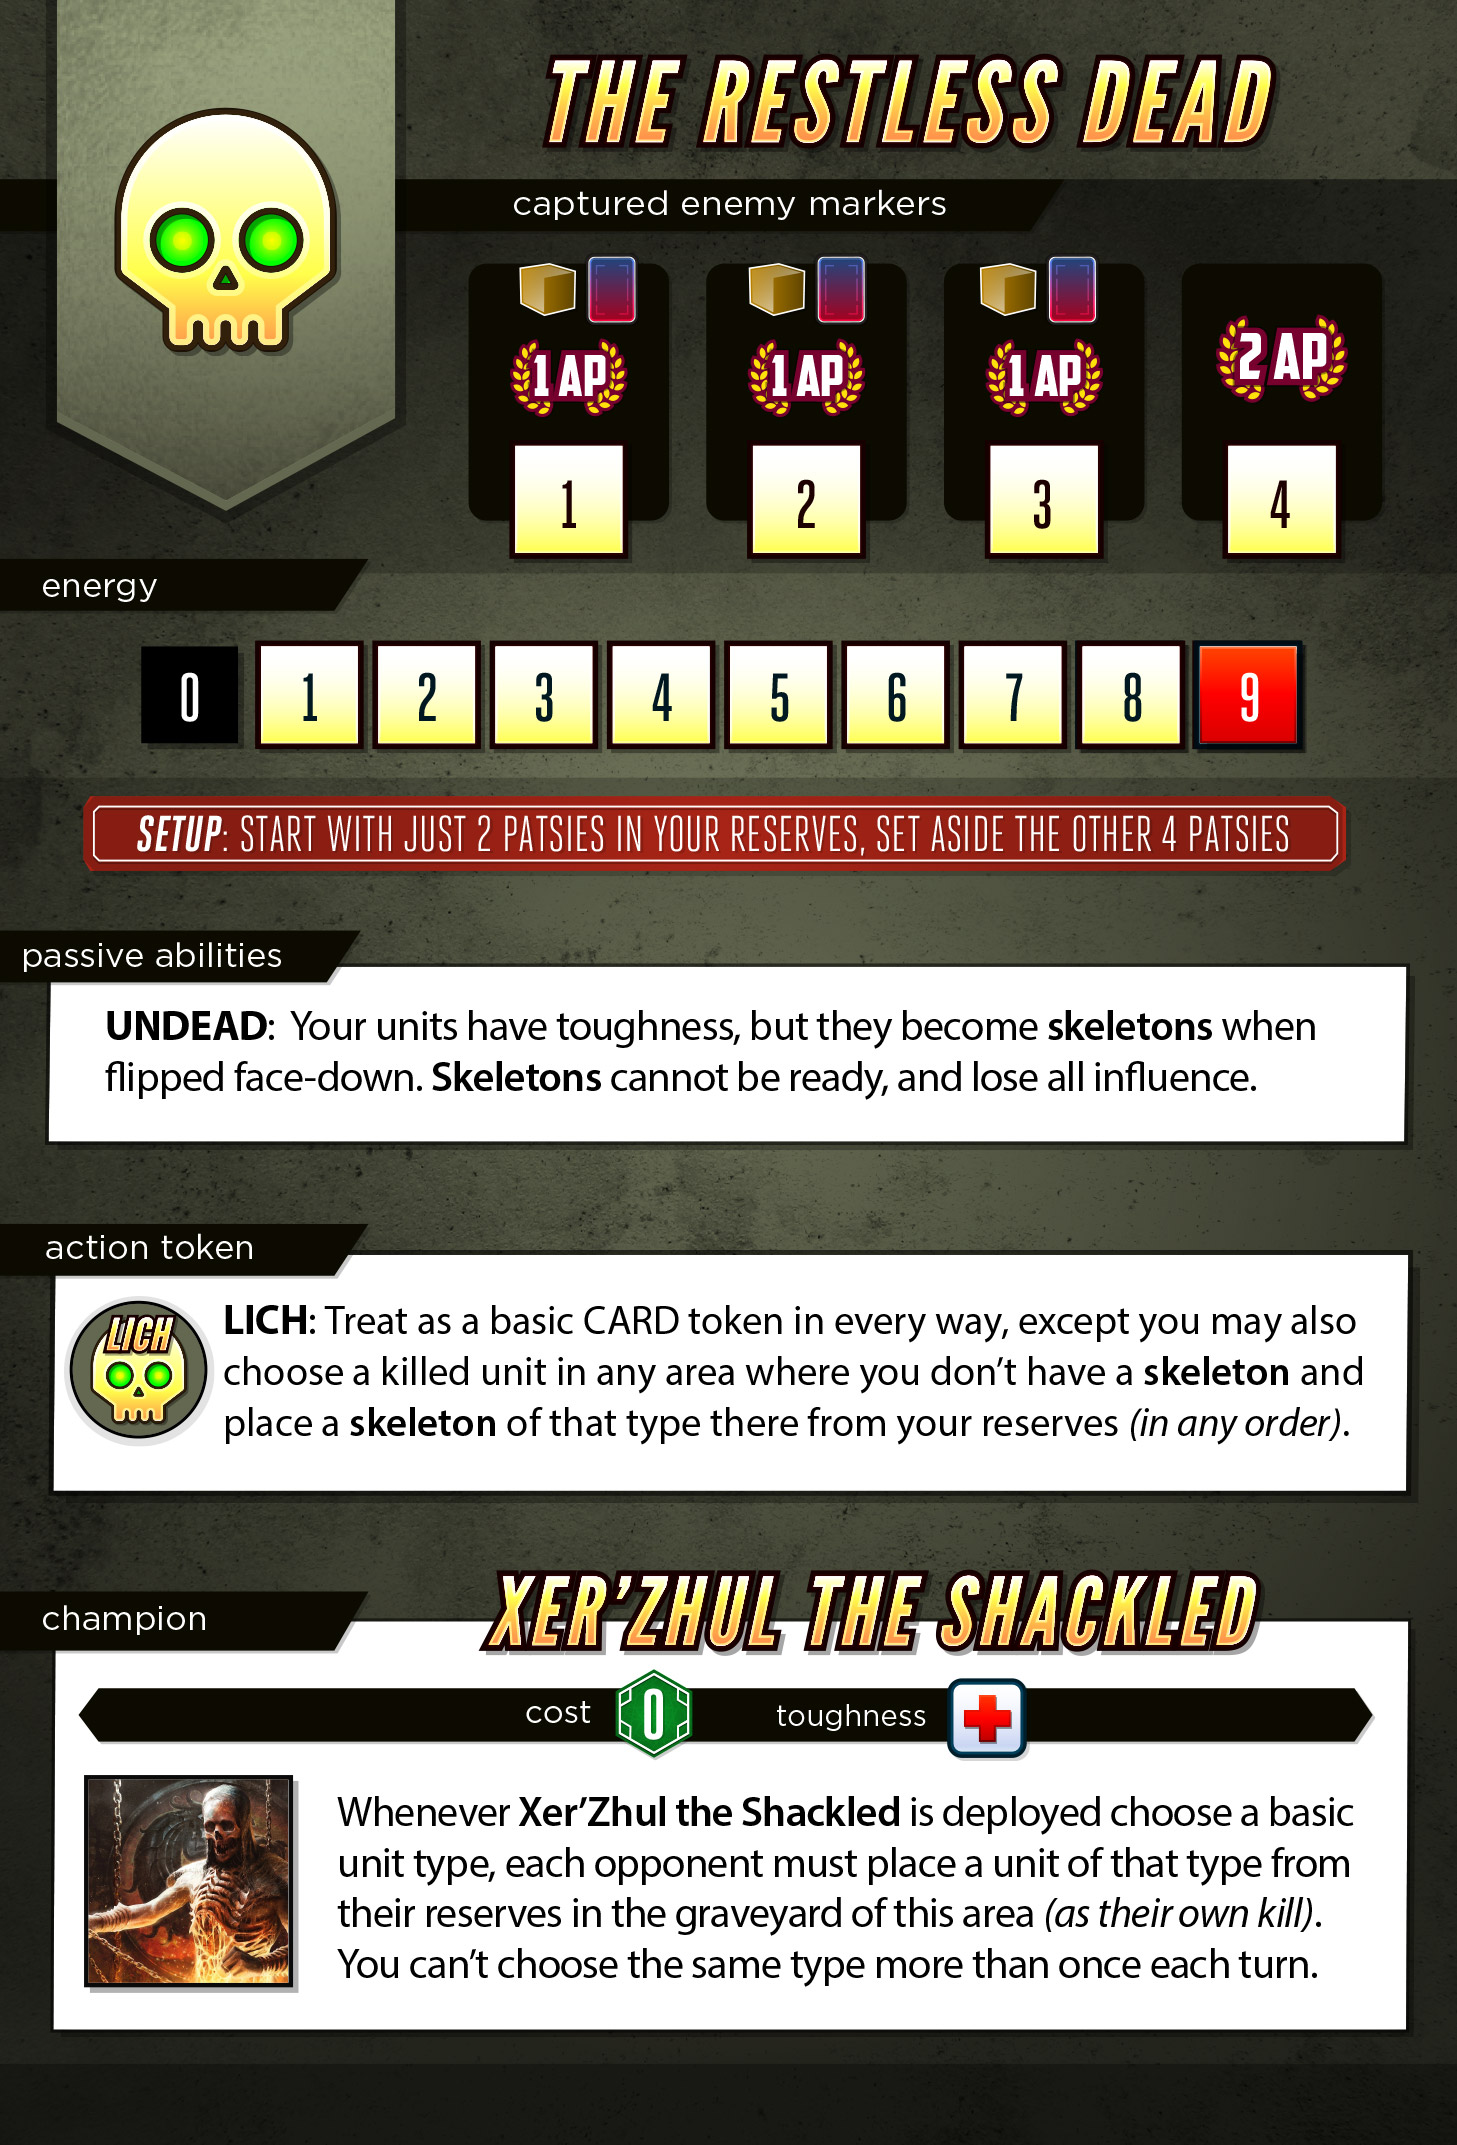 THE RESTLESS DEAD
captured enemy markers
1 AP
1 AP
1 AP
2 AP
1
2
3
4
energy
0 1 2 3 4 5 6 7 8 9
SETUP: START WITH JUST 2 PATSIES IN YOUR RESERVES, SET ASIDE THE OTHER 4 PATSIES
passive abilities
UNDEAD: Your units have toughness, but they become skeletons when
flipped face-down. Skeletons cannot be ready, and lose all influence.
action token
LICH
LICH: Treat as a basic CARD token in every way, except you may also
choose a killed unit in any area where you don't have a skeleton and
place a skeleton of that type there from your reserves (in any order).
champion
XER'ZHUL THE SHACKLED
cost 0 toughness
Whenever Xer'Zhul the Shackled is deployed choose a basic
unit type, each opponent must place a unit of that type from
their reserves in the graveyard of this area (as their own kill).
You can't choose the same type more than once each turn.